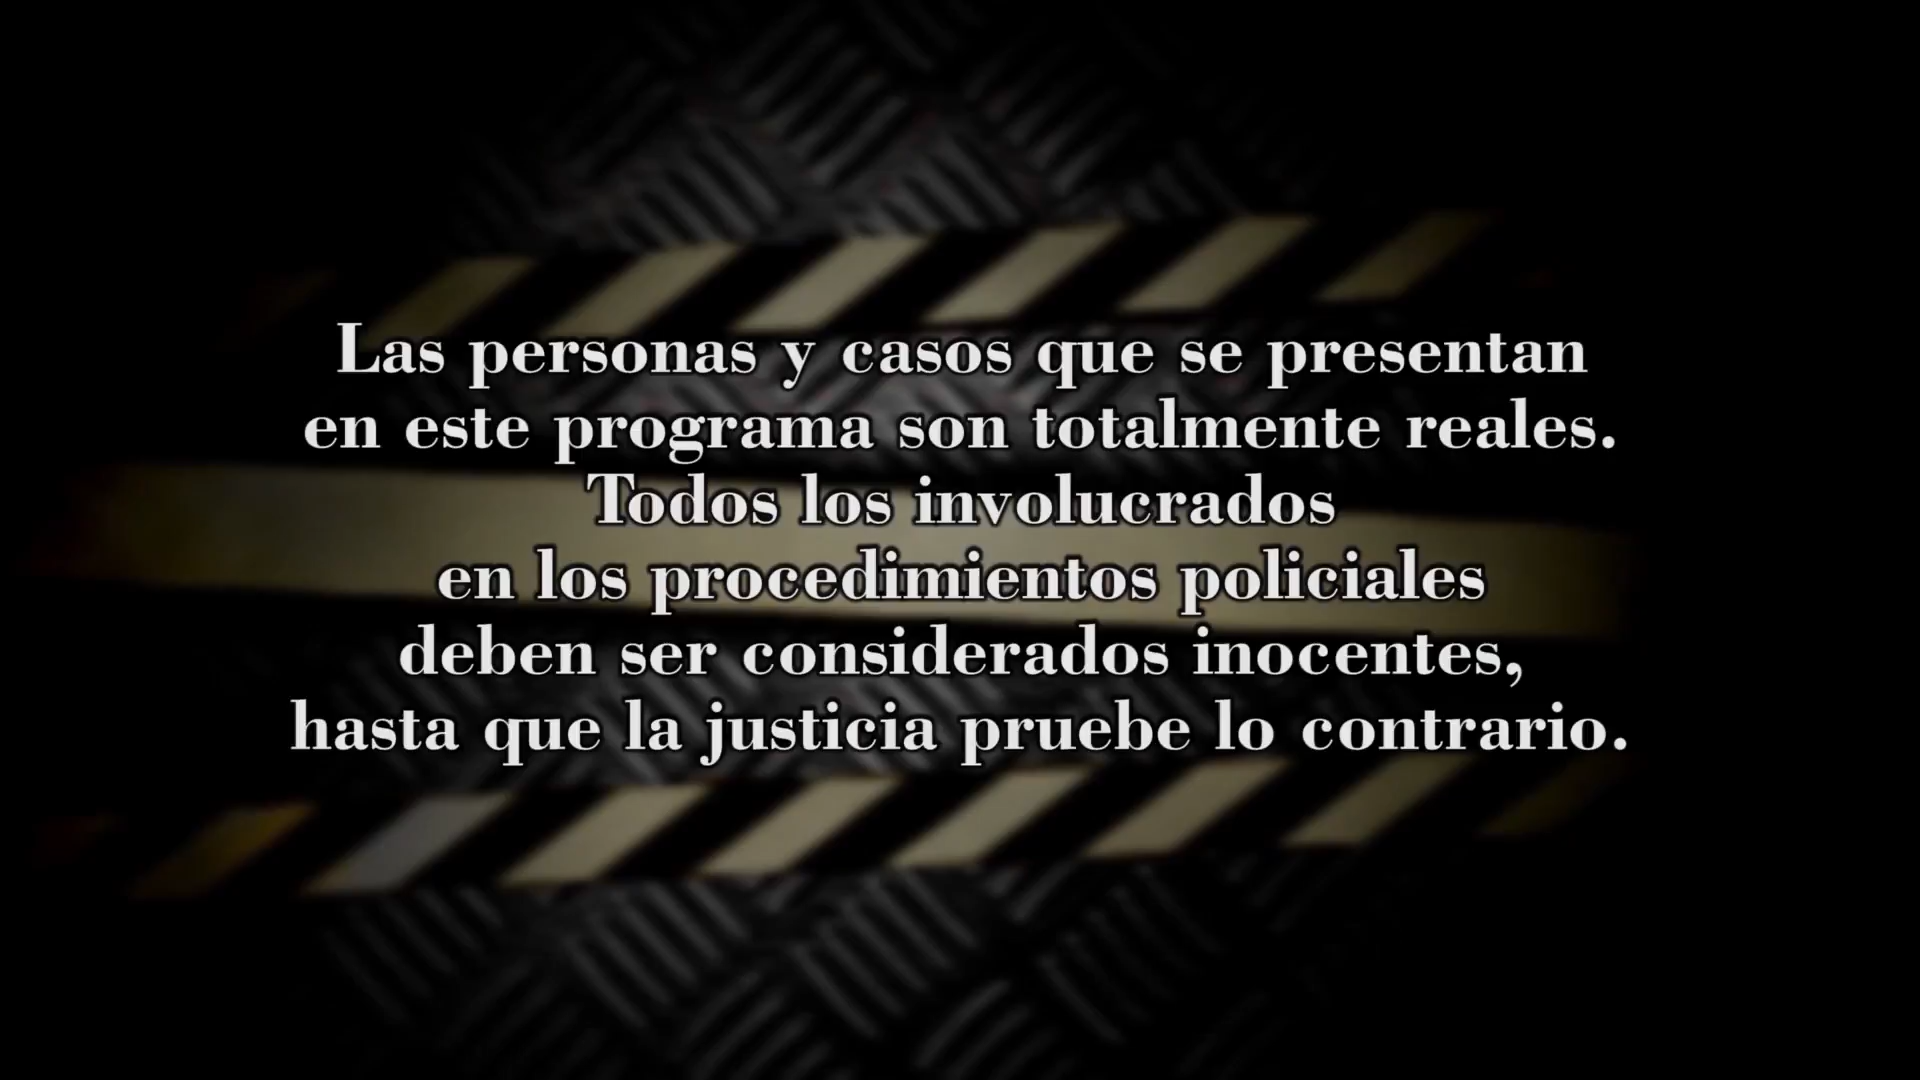 Las personas y casos que se presentan
en este programa son totalmente reales.
Todos los involucrados
en los procedimientos policiales
deben ser considerados inocentes,
hasta que la justicia pruebe lo contrario.